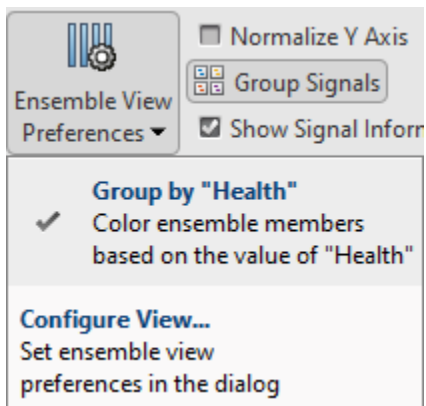 Ensemble View
Preferences
Normalize Y Axis
Group Signals
Show Signal Infor
Group by "Health"
Color ensemble members
based on the value of "Health"
Configure View...
Set ensemble view
preferences in the dialog